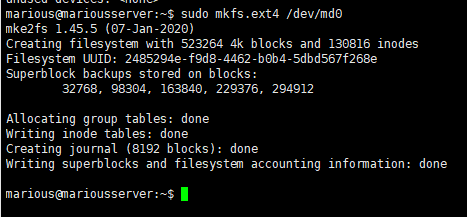 unused devices: <none>
marious@mariousserver:~$ sudo mkfs.ext4 /dev/md0
mke2fs 1.45.5 (07-Jan-2020)
Creating filesystem with 523264 4k blocks and 130816 inodes
Filesystem UUID: 2485294e-f9d8-4462-b0b4-5dbd567f268e
Superblock backups stored on blocks:
32768, 98304, 163840, 229376, 294912
Allocating group tables: done
Writing inode tables: done
Creating journal (8192 blocks): done
Writing superblocks and filesystem accounting information: done
marious@mariousserver:~$